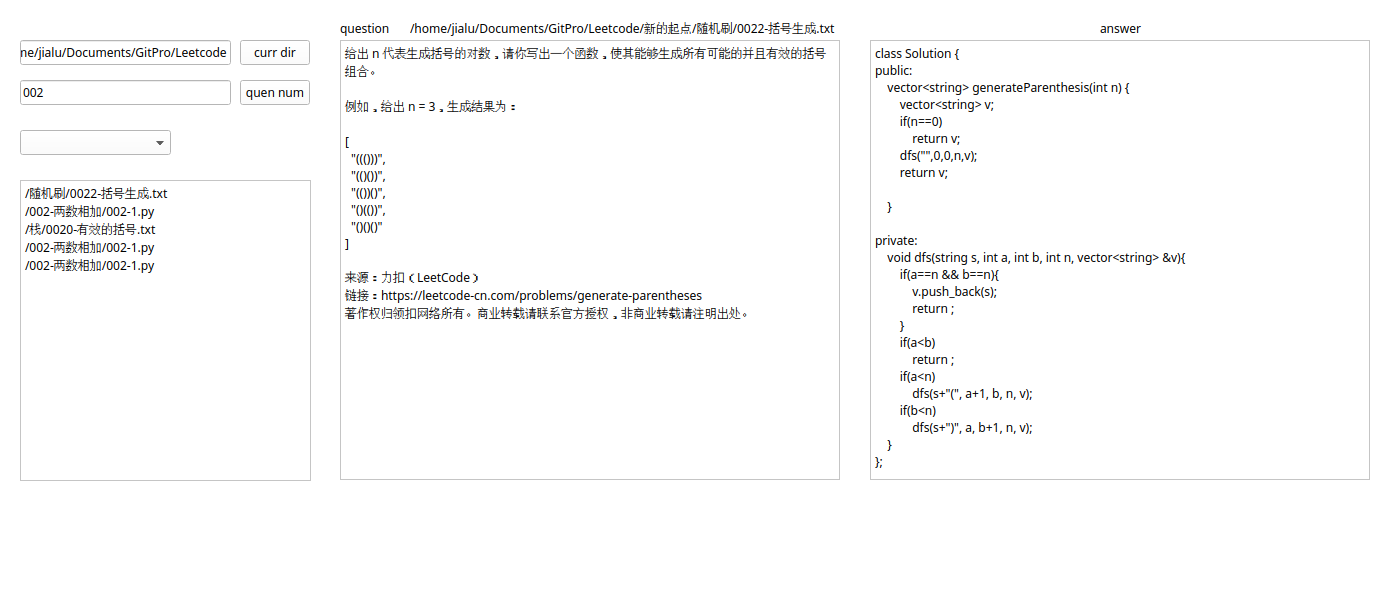 me/jialu/Documents/GitPro/Leetcode
curr dir
002
quen num
/随机刷/0022-括号生成.txt
/002-两数相加/002-1.py
/栈/0020-有效的括号.txt
/002-两数相加/002-1.py
/002-两数相加/002-1.py
question /home/jialu/Documents/GitPro/Leetcode/新的起点/随机刷/0022-括号生成.txt
给出 n 代表生成括号的对数，请你写出一个函数，使其能够生成所有可能的并且有效的括号
组合。
例如，给出 n = 3，生成结果为：
[
"((()))",
"(()())",
"(())()",
"()(())",
"()()()"
]
来源：力扣（LeetCode）
链接：https://leetcode-cn.com/problems/generate-parentheses
著作权归领扣网络所有。商业转载请联系官方授权，非商业转载请注明出处。
answer
class Solution {
public:
vector<string> generateParenthesis(int n) {
vector<string> v;
if(n==0)
return v;
dfs("",0,0,n,v);
return v;
}
private:
void dfs(string s, int a, int b, int n, vector<string> &v){
if(a==n && b==n){
v.push_back(s);
return ;
}
if(a<b)
return ;
if(a<n)
dfs(s+"(", a+1, b, n, v);
if(b<n)
dfs(s+")", a, b+1, n, v);
}
};